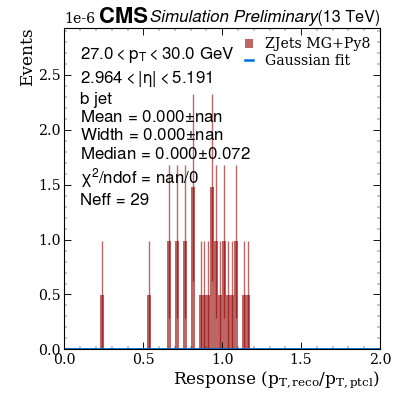 1e-6 CMS Simulation Preliminary (13 TeV)
Events
27.0 < pT < 30.0 GeV
2.964 < |η| < 5.191
b jet
Mean = 0.000±nan
Width = 0.000±nan
Median = 0.000±0.072
χ²/ndof = nan/0
Neff = 29
ZJets MG+Py8
Gaussian fit
2.5
2.0
1.5
1.0
0.5
0.0
0.0 0.5 1.0 1.5 2.0
Response (pT,reco/pT,ptcl)